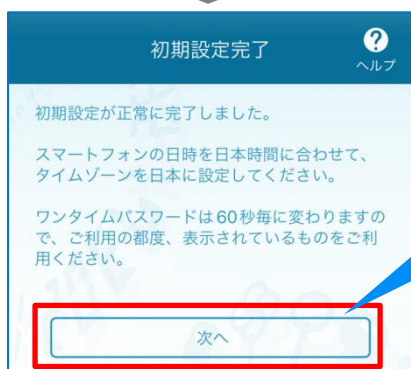 初期設定完了
?
ヘルプ
初期設定が正常に完了しました。
スマートフォンの日時を日本時間に合わせて、
タイムゾーンを日本に設定してください。
ワンタイムパスワードは60秒毎に変わりますの
で、ご利用の都度、表示されているものをご利
用ください。
次へ